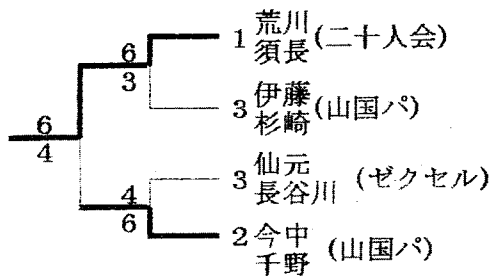 6
3
6
4
4
6
1 荒川
須長 (二十人会)
3 伊藤
杉崎 (山国パ)
3 仙元
長谷川 (ゼクセル)
2 今中
千野 (山国パ)